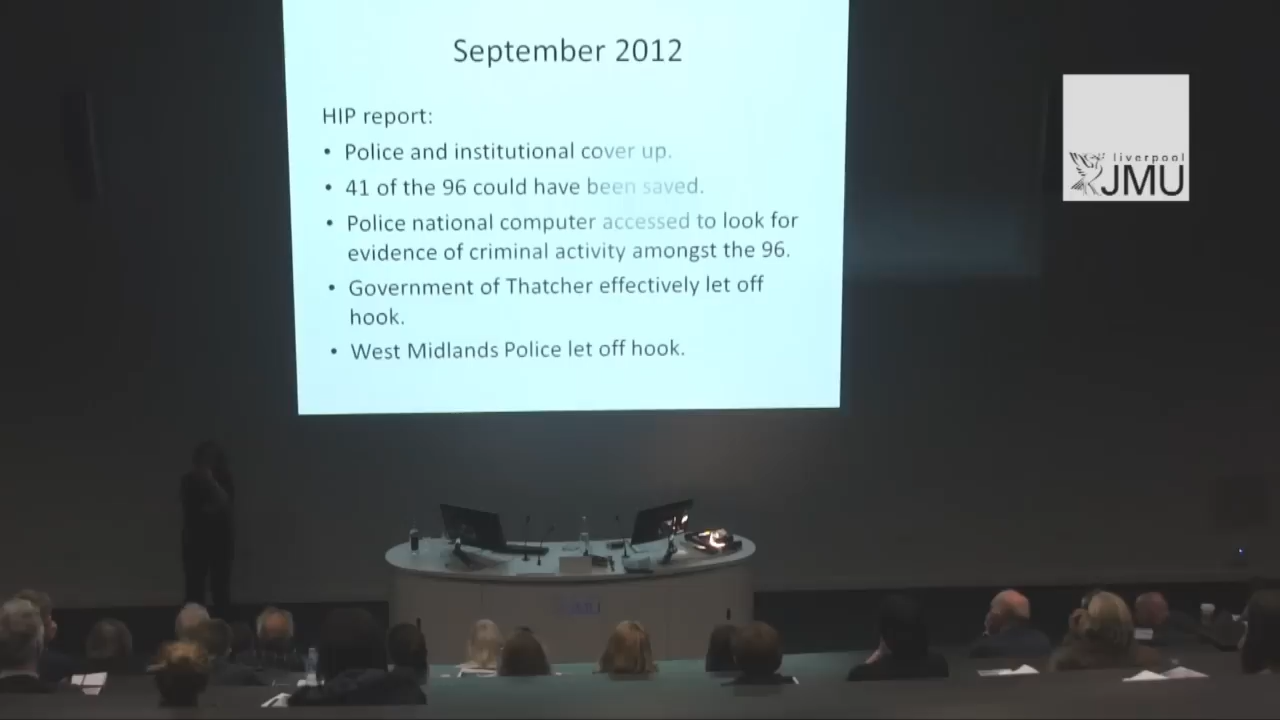 September 2012
HIP report:
• Police and institutional cover up.
• 41 of the 96 could have been saved.
• Police national computer accessed to look for
evidence of criminal activity amongst the 96.
• Government of Thatcher effectively let off
hook.
• West Midlands Police let off hook.
liverpool
JMU